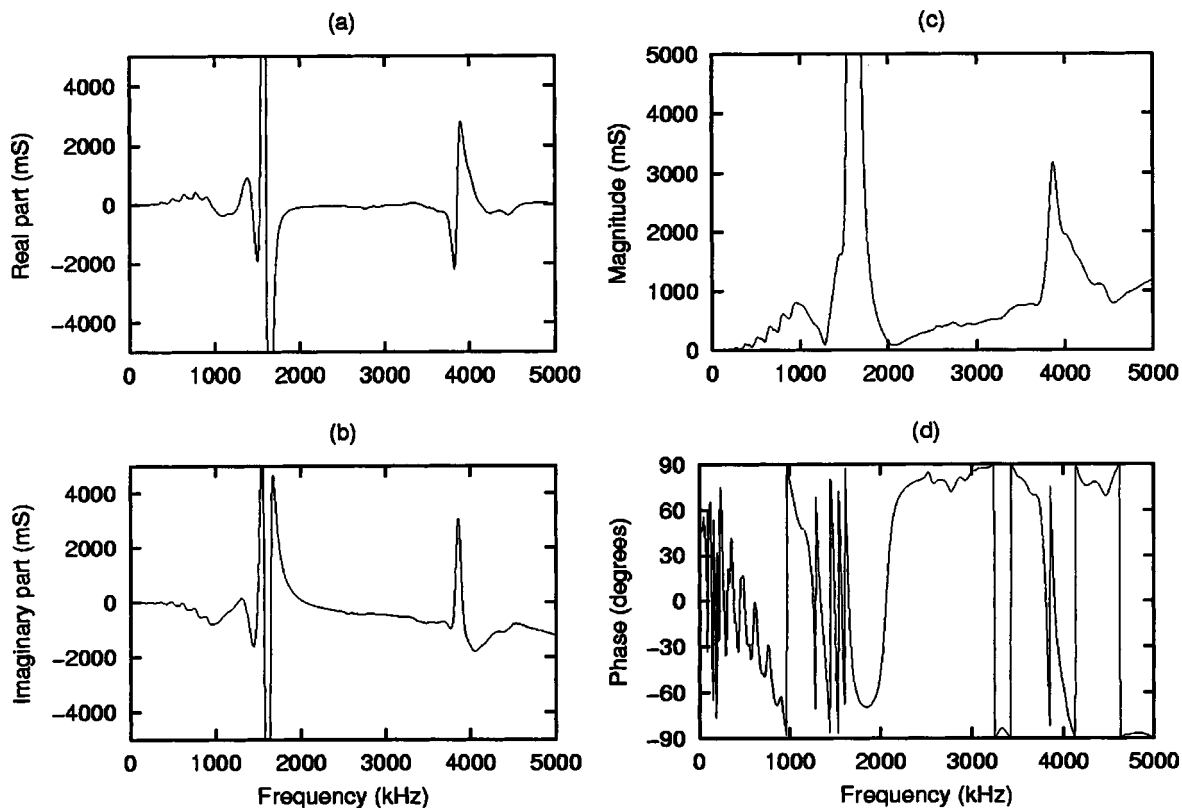 (a)
Real part (mS)
4000
2000
0
−2000
−4000
0 1000 2000 3000 4000 5000
(c)
Magnitude (mS)
5000
4000
3000
2000
1000
0
0 1000 2000 3000 4000 5000
(b)
Imaginary part (mS)
4000
2000
0
−2000
−4000
0 1000 2000 3000 4000 5000
Frequency (kHz)
(d)
Phase (degrees)
90
60
30
0
−30
−60
−90
0 1000 2000 3000 4000 5000
Frequency (kHz)